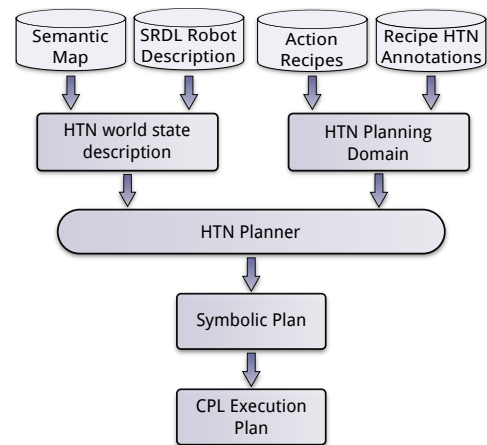 Semantic
Map
SRDL Robot
Description
Action
Recipes
Recipe HTN
Annotations
HTN world state
description
HTN Planning
Domain
HTN Planner
Symbolic Plan
CPL Execution
Plan